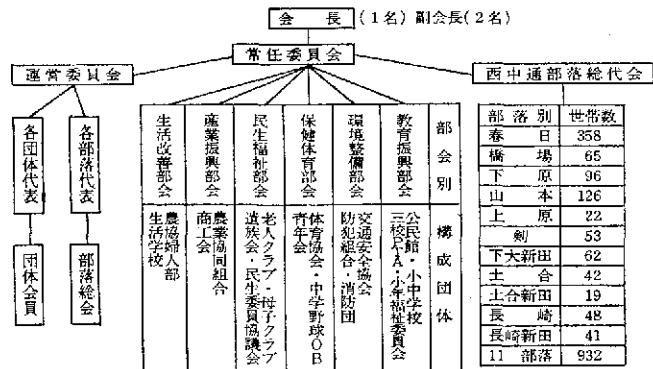 会長(1名)副会長(2名)
常任委員会
運営委員会
西中通部落総代会
各団体代表
団体会員
各部落代表
部落総会
部会別
構成団体
教育振興部会
公民館・小中学校
三校PTA・少年福祉委員会
環境整備部会
交通安全協会
防犯組合・消防団
保健体育部会
体育協会・中学野球OB
青年会
民生福祉部会
老人クラブ・母子クラブ
遺族会・民生委員協議会
産業振興部会
農業協同組合
商工会
生活改善部会
農協婦人部
生活学校
部落別 世帯数
春日 358
橋場 65
下原 96
山本 126
上原 22
剣 53
下大新田 62
土合 42
土合新田 19
長崎 48
長崎新田 41
11部落 932